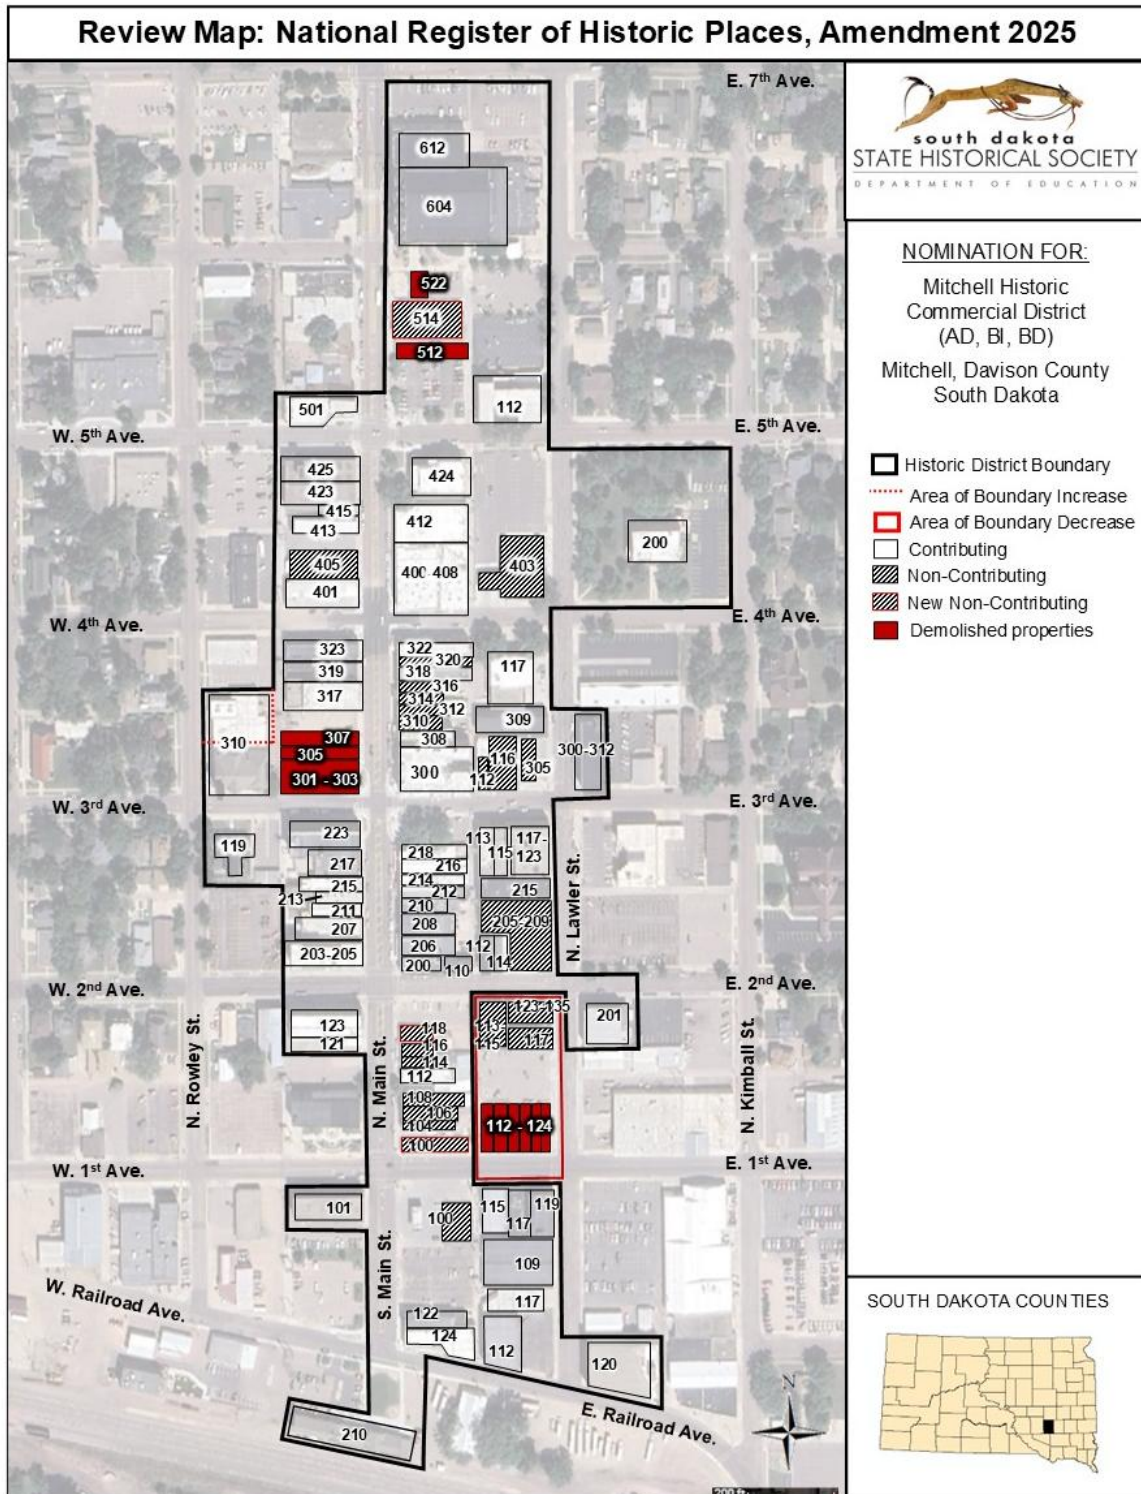 Review Map: National Register of Historic Places, Amendment 2025
E. 7th Ave.
south dakota
STATE HISTORICAL SOCIETY
DEPARTMENT OF EDUCATION
NOMINATION FOR:
Mitchell Historic
Commercial District
(AD, BI, BD)
Mitchell, Davison County
South Dakota
Historic District Boundary
Area of Boundary Increase
Area of Boundary Decrease
Contributing
Non-Contributing
New Non-Contributing
Demolished properties
612
604
522
514
512
112
501
W. 5th Ave.
E. 5th Ave.
425
424
423
415
413
412
200
405
400-408
403
401
W. 4th Ave.
E. 4th Ave.
323
322
320
319
318
117
317
316
314
312
310
309
310
307
308
300-312
305
116
305
301 - 303
300
112
W. 3rd Ave.
E. 3rd Ave.
119
223
113
117-
123
115
218
217
216
215
214
212
215
213
211
210
207
208
205-209
203-205
206
112
114
200
110
N. Lawler St.
W. 2nd Ave.
E. 2nd Ave.
123
121
118
116
114
112
113
115
123-135
117
201
N. Rowley St.
N. Main St.
N. Kimball St.
108
106
104
112 - 124
100
W. 1st Ave.
E. 1st Ave.
101
100
115
117
119
S. Main St.
109
W. Railroad Ave.
117
122
124
112
120
E. Railroad Ave.
210
N
SOUTH DAKOTA COUNTIES